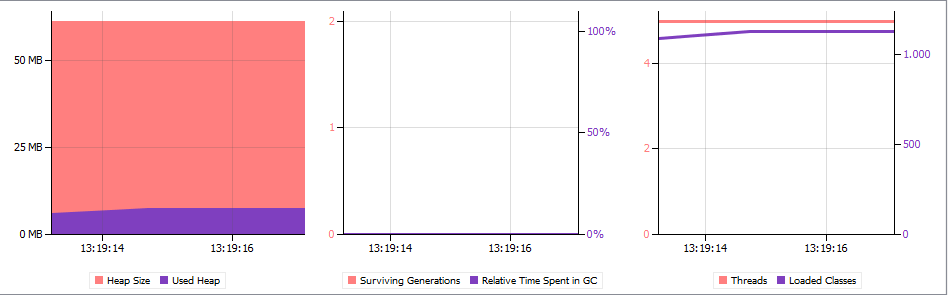 50 MB
25 MB
0 MB
13:19:14
13:19:16
Heap Size
Used Heap
2
1
0
100%
50%
0%
13:19:14
13:19:16
Surviving Generations
Relative Time Spent in GC
4
2
0
1.000
500
0
13:19:14
13:19:16
Threads
Loaded Classes